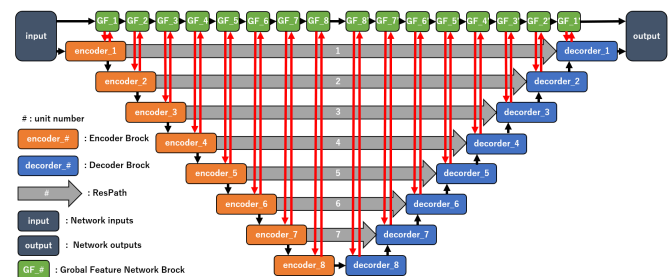 input
GF_1 GF_2 GF_3 GF_4 GF_5 GF_6 GF_7 GF_8 GF_8 GF_7 GF_6 GF_5 GF_4 GF_3 GF_2 GF_1
output
encoder_1 1 decorder_1
encoder_2 2 decorder_2
encoder_3 3 decorder_3
encoder_4 4 decorder_4
encoder_5 5 decorder_5
encoder_6 6 decorder_6
encoder_7 7 decorder_7
encoder_8 decorder_8
# : unit number
encoder_# : Encoder Brock
decorder_# : Decoder Brock
# : ResPath
input : Network inputs
output : Network outputs
GF_# : Grobal Feature Network Brock